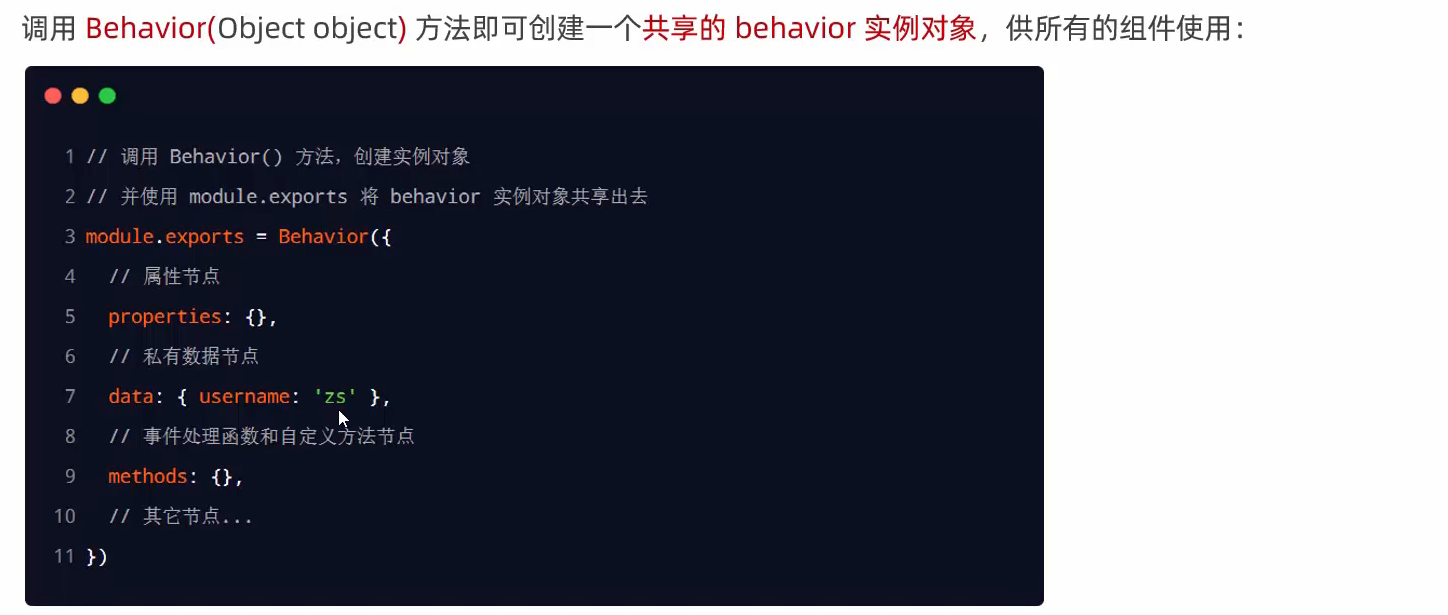 调用 Behavior(Object object) 方法即可创建一个共享的 behavior 实例对象，供所有的组件使用：
1 // 调用 Behavior() 方法，创建实例对象
2 // 并使用 module.exports 将 behavior 实例对象共享出去
3 module.exports = Behavior({
4   // 属性节点
5   properties: {},
6   // 私有数据节点
7   data: { username: 'zs' },
8   // 事件处理函数和自定义方法节点
9   methods: {},
10   // 其它节点...
11 })